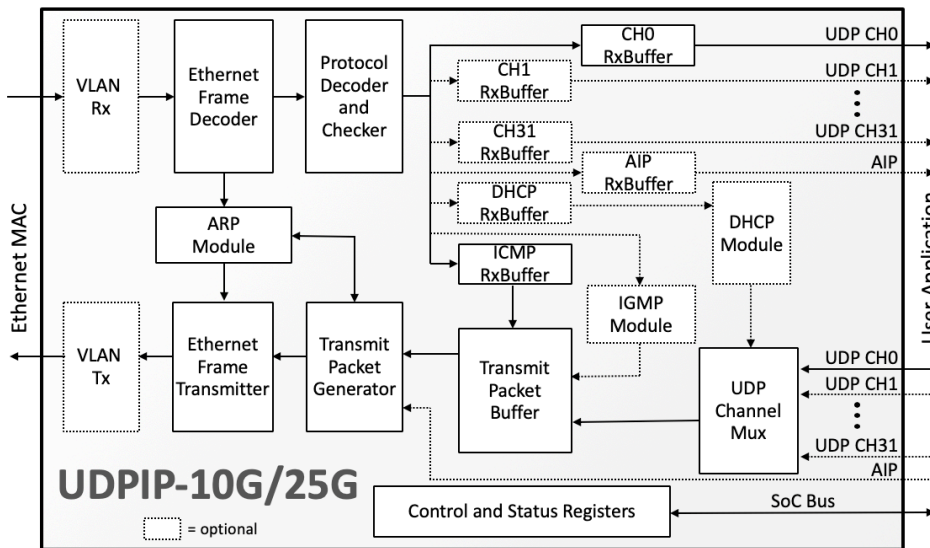 CH0
RxBuffer
UDP CH0
VLAN
Rx
Ethernet
Frame
Decoder
Protocol
Decoder
and
Checker
CH1
RxBuffer
UDP CH1
CH31
RxBuffer
UDP CH31
AIP
RxBuffer
AIP
DHCP
RxBuffer
DHCP
Module
ARP
Module
ICMP
RxBuffer
IGMP
Module
Ethernet MAC
User Application
VLAN
Tx
Ethernet
Frame
Transmitter
Transmit
Packet
Generator
Transmit
Packet
Buffer
UDP
Channel
Mux
UDP CH0
UDP CH1
UDP CH31
AIP
UDPIP-10G/25G
Control and Status Registers
SoC Bus
= optional